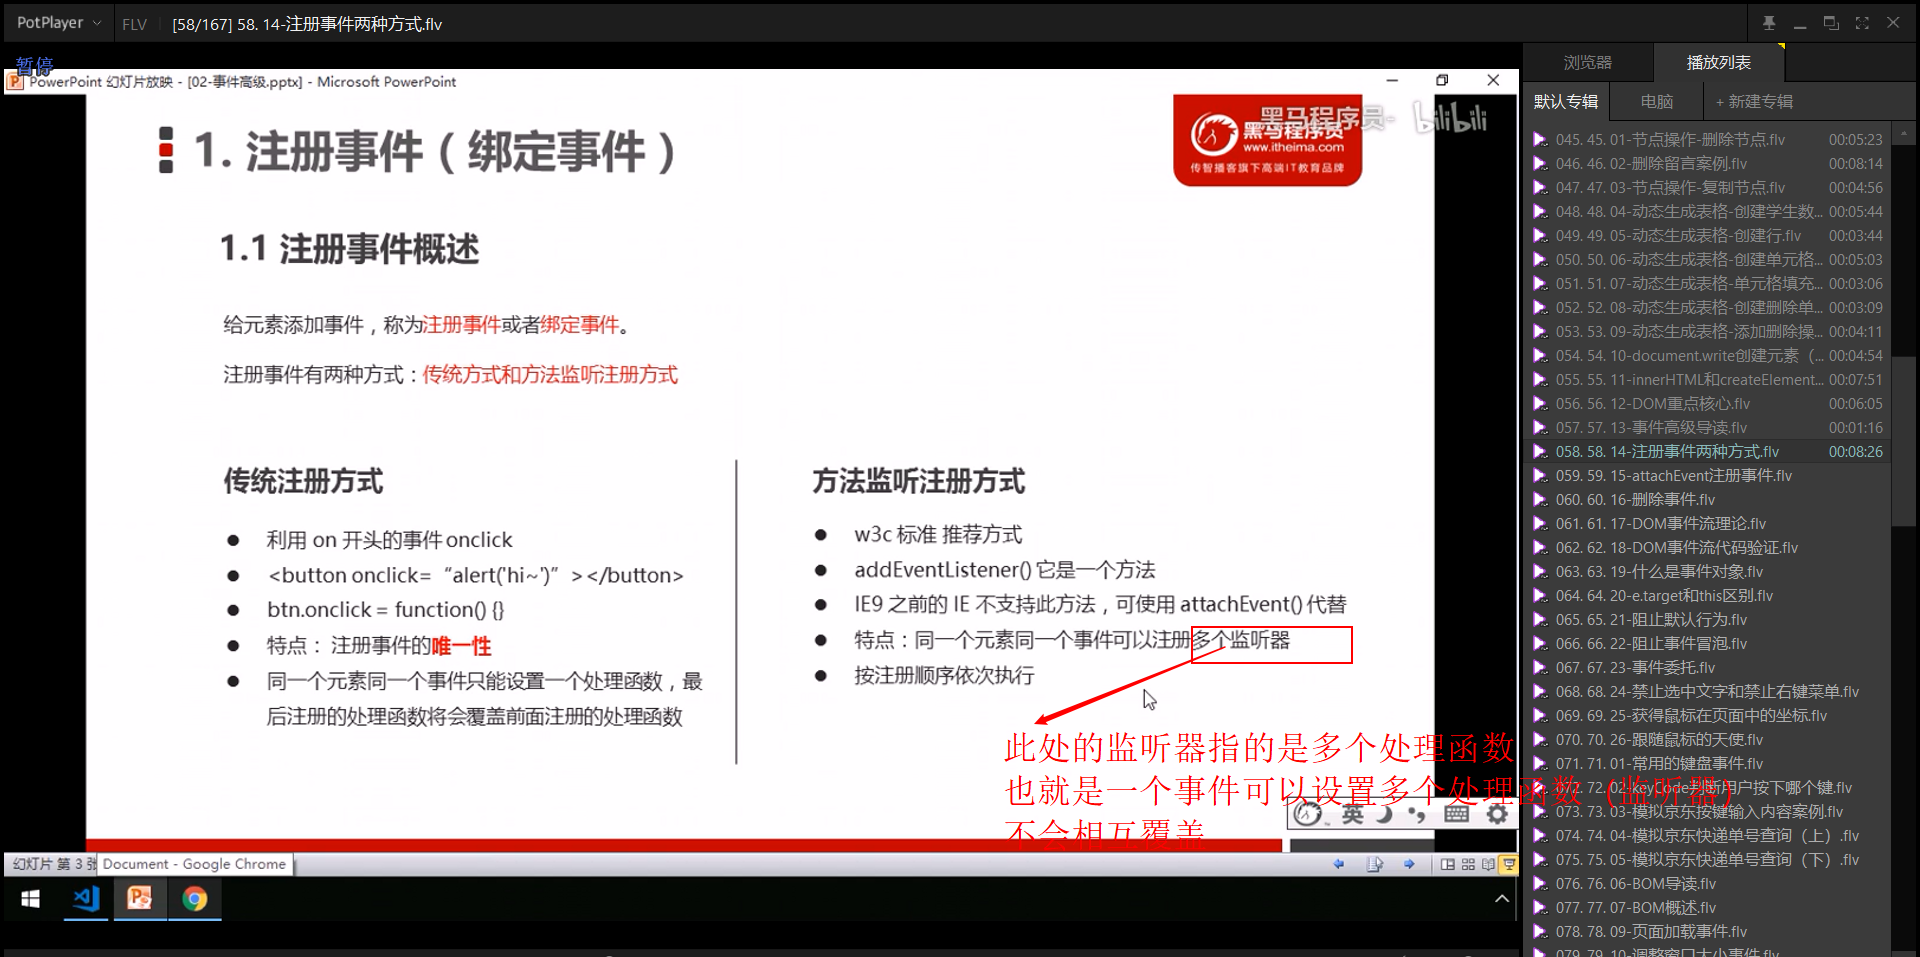 PotPlayer
FLV
[58/167] 58. 14-注册事件两种方式.flv
暂停
PowerPoint 幻灯片放映 - [02-事件高级.pptx] - Microsoft PowerPoint
1. 注册事件（绑定事件）
黑马程序员-
bilibili
黑马程序员
www.itheima.com
传智播客旗下高端IT教育品牌
1.1 注册事件概述
给元素添加事件，称为注册事件或者绑定事件。
注册事件有两种方式：传统方式和方法监听注册方式
传统注册方式
利用 on 开头的事件 onclick
<button onclick= “alert('hi~')” ></button>
btn.onclick = function() {}
特点： 注册事件的唯一性
同一个元素同一个事件只能设置一个处理函数，最
后注册的处理函数将会覆盖前面注册的处理函数
方法监听注册方式
w3c 标准 推荐方式
addEventListener() 它是一个方法
IE9 之前的 IE 不支持此方法，可使用 attachEvent() 代替
特点：同一个元素同一个事件可以注册多个监听器
按注册顺序依次执行
此处的监听器指的是多个处理函数
也就是一个事件可以设置多个处理函数（监听器）
不会相互覆盖
英
幻灯片 第 3 张
Document - Google Chrome
浏览器
播放列表
默认专辑
电脑
+ 新建专辑
045. 45. 01-节点操作-删除节点.flv 00:05:23
046. 46. 02-删除留言案例.flv 00:08:14
047. 47. 03-节点操作-复制节点.flv 00:04:56
048. 48. 04-动态生成表格-创建学生数... 00:05:44
049. 49. 05-动态生成表格-创建行.flv 00:03:44
050. 50. 06-动态生成表格-创建单元格... 00:05:03
051. 51. 07-动态生成表格-单元格填充... 00:03:06
052. 52. 08-动态生成表格-创建删除单... 00:03:09
053. 53. 09-动态生成表格-添加删除操... 00:04:11
054. 54. 10-document.write创建元素（... 00:04:54
055. 55. 11-innerHTML和createElement... 00:07:51
056. 56. 12-DOM重点核心.flv 00:06:05
057. 57. 13-事件高级导读.flv 00:01:16
058. 58. 14-注册事件两种方式.flv 00:08:26
059. 59. 15-attachEvent注册事件.flv
060. 60. 16-删除事件.flv
061. 61. 17-DOM事件流理论.flv
062. 62. 18-DOM事件流代码验证.flv
063. 63. 19-什么是事件对象.flv
064. 64. 20-e.target和this区别.flv
065. 65. 21-阻止默认行为.flv
066. 66. 22-阻止事件冒泡.flv
067. 67. 23-事件委托.flv
068. 68. 24-禁止选中文字和禁止右键菜单.flv
069. 69. 25-获得鼠标在页面中的坐标.flv
070. 70. 26-跟随鼠标的天使.flv
071. 71. 01-常用的键盘事件.flv
072. 72. 02-keyCode判断用户按下哪个键.flv
073. 73. 03-模拟京东按键输入内容案例.flv
074. 74. 04-模拟京东快递单号查询（上）.flv
075. 75. 05-模拟京东快递单号查询（下）.flv
076. 76. 06-BOM导读.flv
077. 77. 07-BOM概述.flv
078. 78. 09-页面加载事件.flv
079. 79. 10-调整窗口大小事件.flv